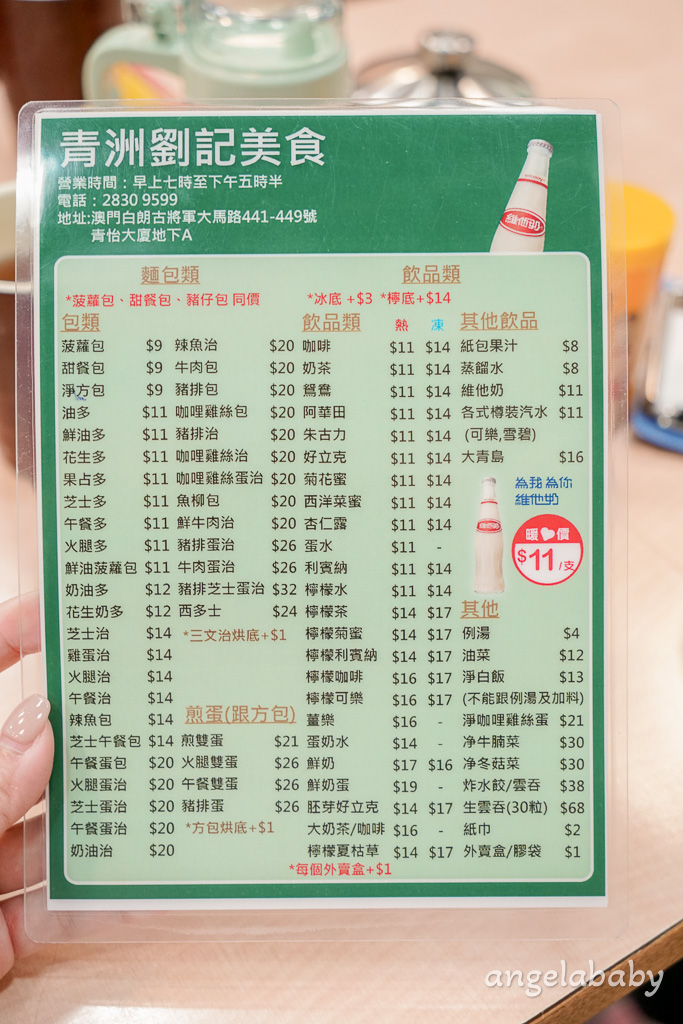 青洲劉記美食
營業時間：早上七時至下午五時半
電話：2830 9599
地址:澳門白朗古將軍大馬路441-449號
青怡大廈地下A
維他奶
麵包類
*菠蘿包、甜餐包、豬仔包 同價
包類
菠蘿包 $9
甜餐包 $9
淨方包 $9
油多 $11
鮮油多 $11
花生多 $11
果占多 $11
芝士多 $11
午餐多 $11
火腿多 $11
鮮油菠蘿包 $11
奶油多 $12
花生奶多 $12
芝士治 $14
雞蛋治 $14
火腿治 $14
午餐治 $14
辣魚包 $14
芝士午餐包 $14
午餐蛋包 $20
火腿蛋治 $20
芝士蛋治 $20
午餐蛋治 $20
奶油治 $20
辣魚治 $20
牛肉包 $20
豬排包 $20
咖哩雞絲包 $20
豬排治 $20
咖哩雞絲治 $20
咖哩雞絲蛋治 $20
魚柳包 $20
鮮牛肉治 $20
豬排蛋治 $26
牛肉蛋治 $26
豬排芝士蛋治 $32
西多士 $24
*三文治烘底+$1
煎蛋(跟方包)
煎雙蛋 $21
火腿雙蛋 $26
午餐雙蛋 $26
豬排蛋 $26
*方包烘底+$1
飲品類
*冰底 +$3 *檸底+$14
飲品類 熱 凍
咖啡 $11 $14
奶茶 $11 $14
鴛鴦 $11 $14
阿華田 $11 $14
朱古力 $11 $14
好立克 $11 $14
菊花蜜 $11 $14
西洋菜蜜 $11 $14
杏仁露 $11 $14
蛋水 $11 -
利賓納 $11 $14
檸檬水 $11 $14
檸檬茶 $14 $17
檸檬菊蜜 $14 $17
檸檬利賓納 $14 $17
檸檬咖啡 $16 $17
檸檬可樂 $16 $17
薑樂 $16 -
蛋奶水 $14 -
鮮奶 $17 $16
鮮奶蛋 $19 -
胚芽好立克 $14 $17
大奶茶/咖啡 $16 -
檸檬夏枯草 $14 $17
其他飲品
紙包果汁 $8
蒸餾水 $8
維他奶 $11
各式樽裝汽水 $11
(可樂,雪碧)
大青島 $16
為我 為你
維他奶
維他奶
暖 價
$11/支
其他
例湯 $4
油菜 $12
淨白飯 $13
(不能跟例湯及加料)
淨咖哩雞絲蛋 $21
净牛腩菜 $30
净冬菇菜 $30
炸水餃/雲吞 $38
生雲吞(30粒) $68
紙巾 $2
外賣盒/膠袋 $1
*每個外賣盒+$1
angelababy